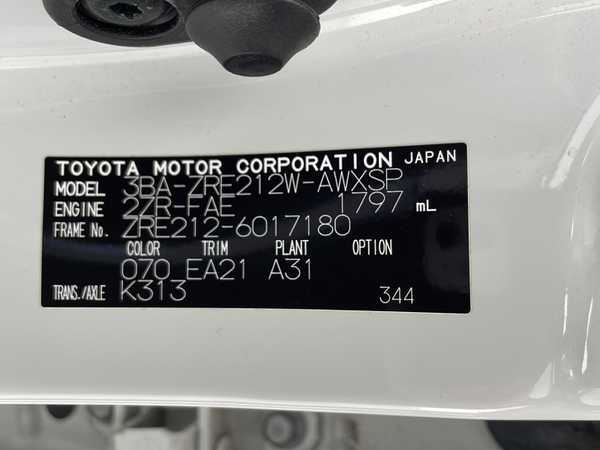 TOYOTA MOTOR CORPORATION JAPAN
MODEL 3BA-ZRE212W-AWXSP
ENGINE 2ZR-FAE 1797 mL
FRAME No. ZRE212-6017180
COLOR TRIM PLANT OPTION
070 EA21 A31
TRANS./AXLE K313 344